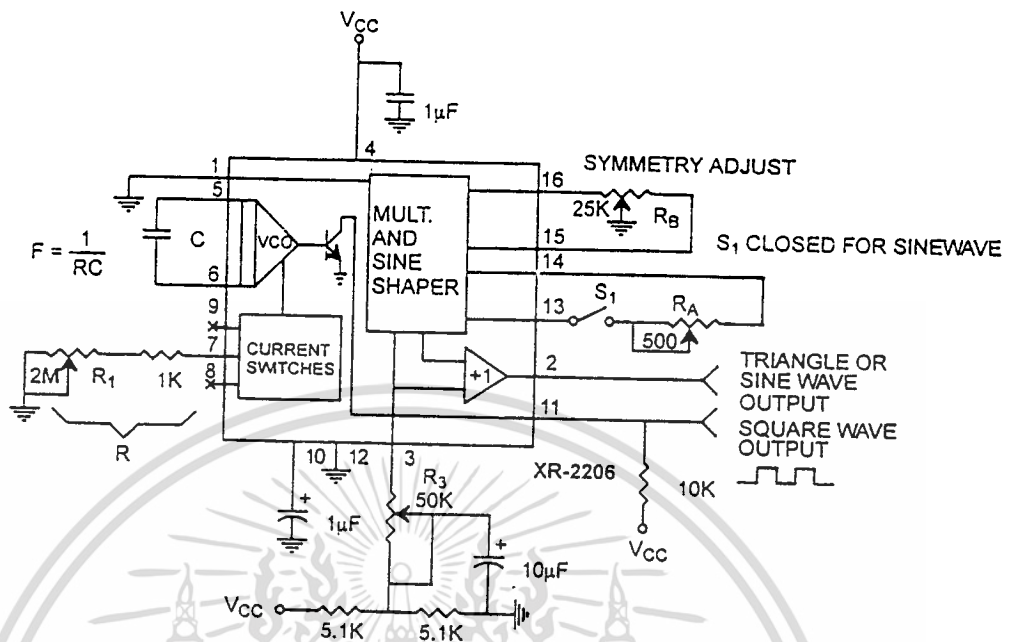 VCC
1µF
4
1
5
C
F = 1/RC
6
9
7
8
2M
R1
1K
R
VCO
CURRENT
SWITCHES
MULT.
AND
SINE
SHAPER
+1
16
SYMMETRY ADJUST
25K
RB
15
S1 CLOSED FOR SINEWAVE
14
13
S1
RA
500
2
TRIANGLE OR
SINE WAVE
OUTPUT
11
SQUARE WAVE
OUTPUT
10
12
3
XR-2206
10K
VCC
1µF
R3
50K
10µF
VCC
5.1K
5.1K